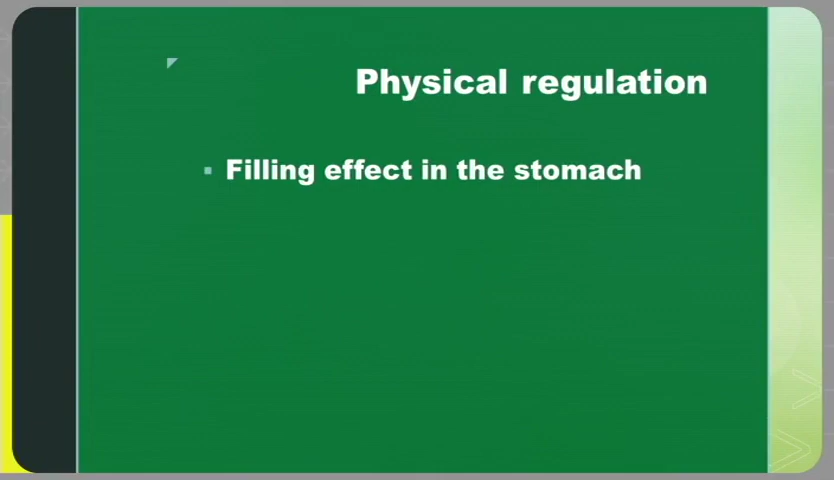 Physical regulation
Filling effect in the stomach